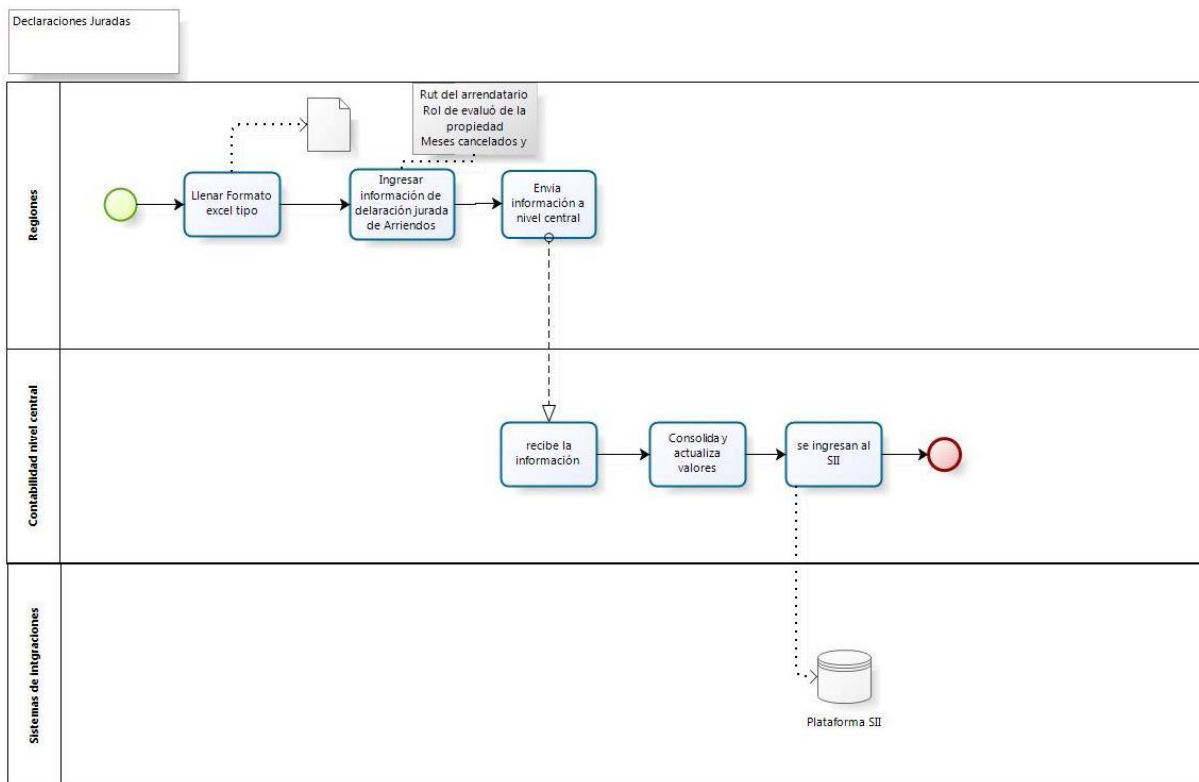 Declaraciones Juradas
Regiones
Rut del arrendatario
Rol de evaluó de la
propiedad
Meses cancelados y
Llenar Formato
excel tipo
Ingresar
información de
delaración jurada
de Arriendos
Envia
información a
nivel central
Contabilidad nivel central
recibe la
información
Consolida y
actualiza
valores
se ingresan al
SII
Sistemas de intgraciones
Plataforma SII